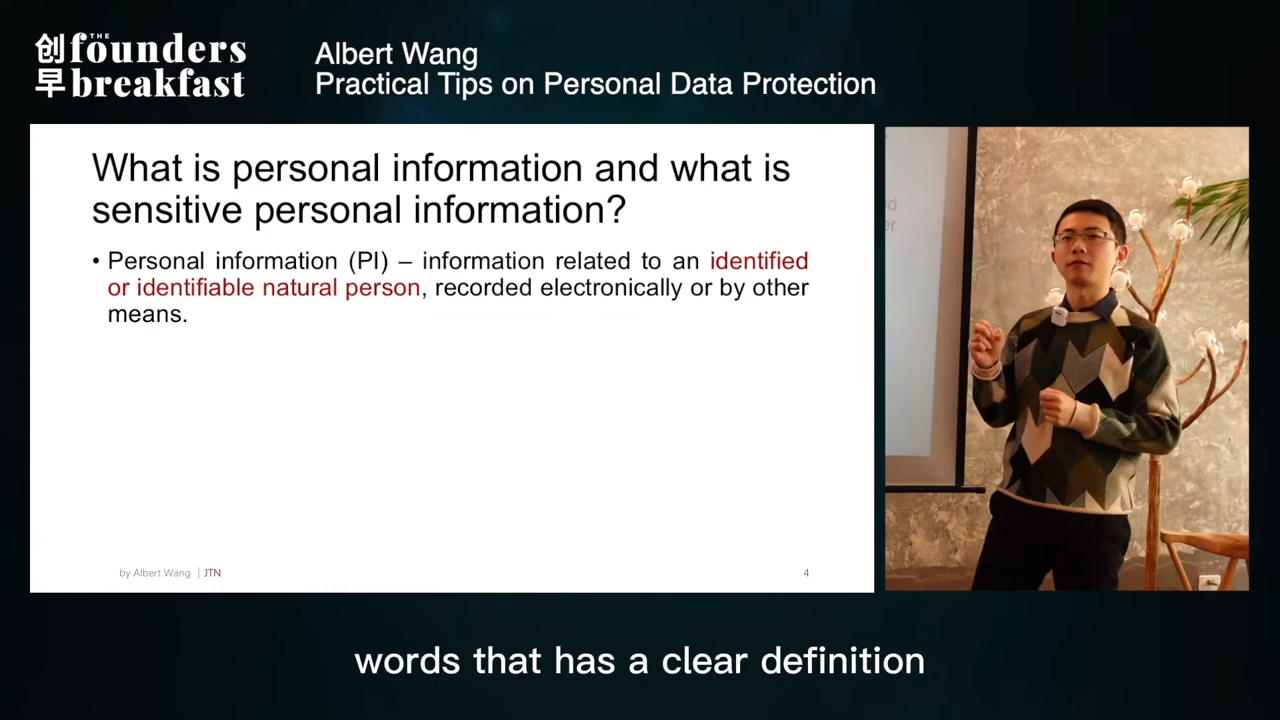 创 THE founders
早 breakfast
Albert Wang
Practical Tips on Personal Data Protection
What is personal information and what is
sensitive personal information?
• Personal information (PI) – information related to an identified
or identifiable natural person, recorded electronically or by other
means.
by Albert Wang | JTN
4
ed
er
words that has a clear definition